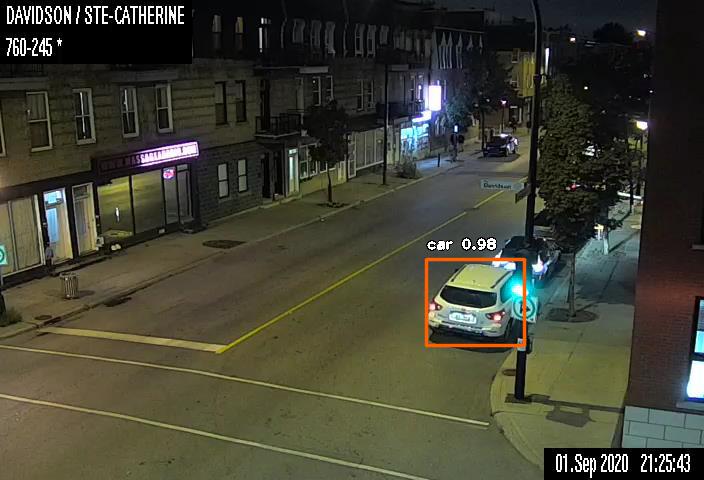 DAVIDSON / STE-CATHERINE
760-245 *
Davidson
car 0.98
01.Sep 2020 21:25:43